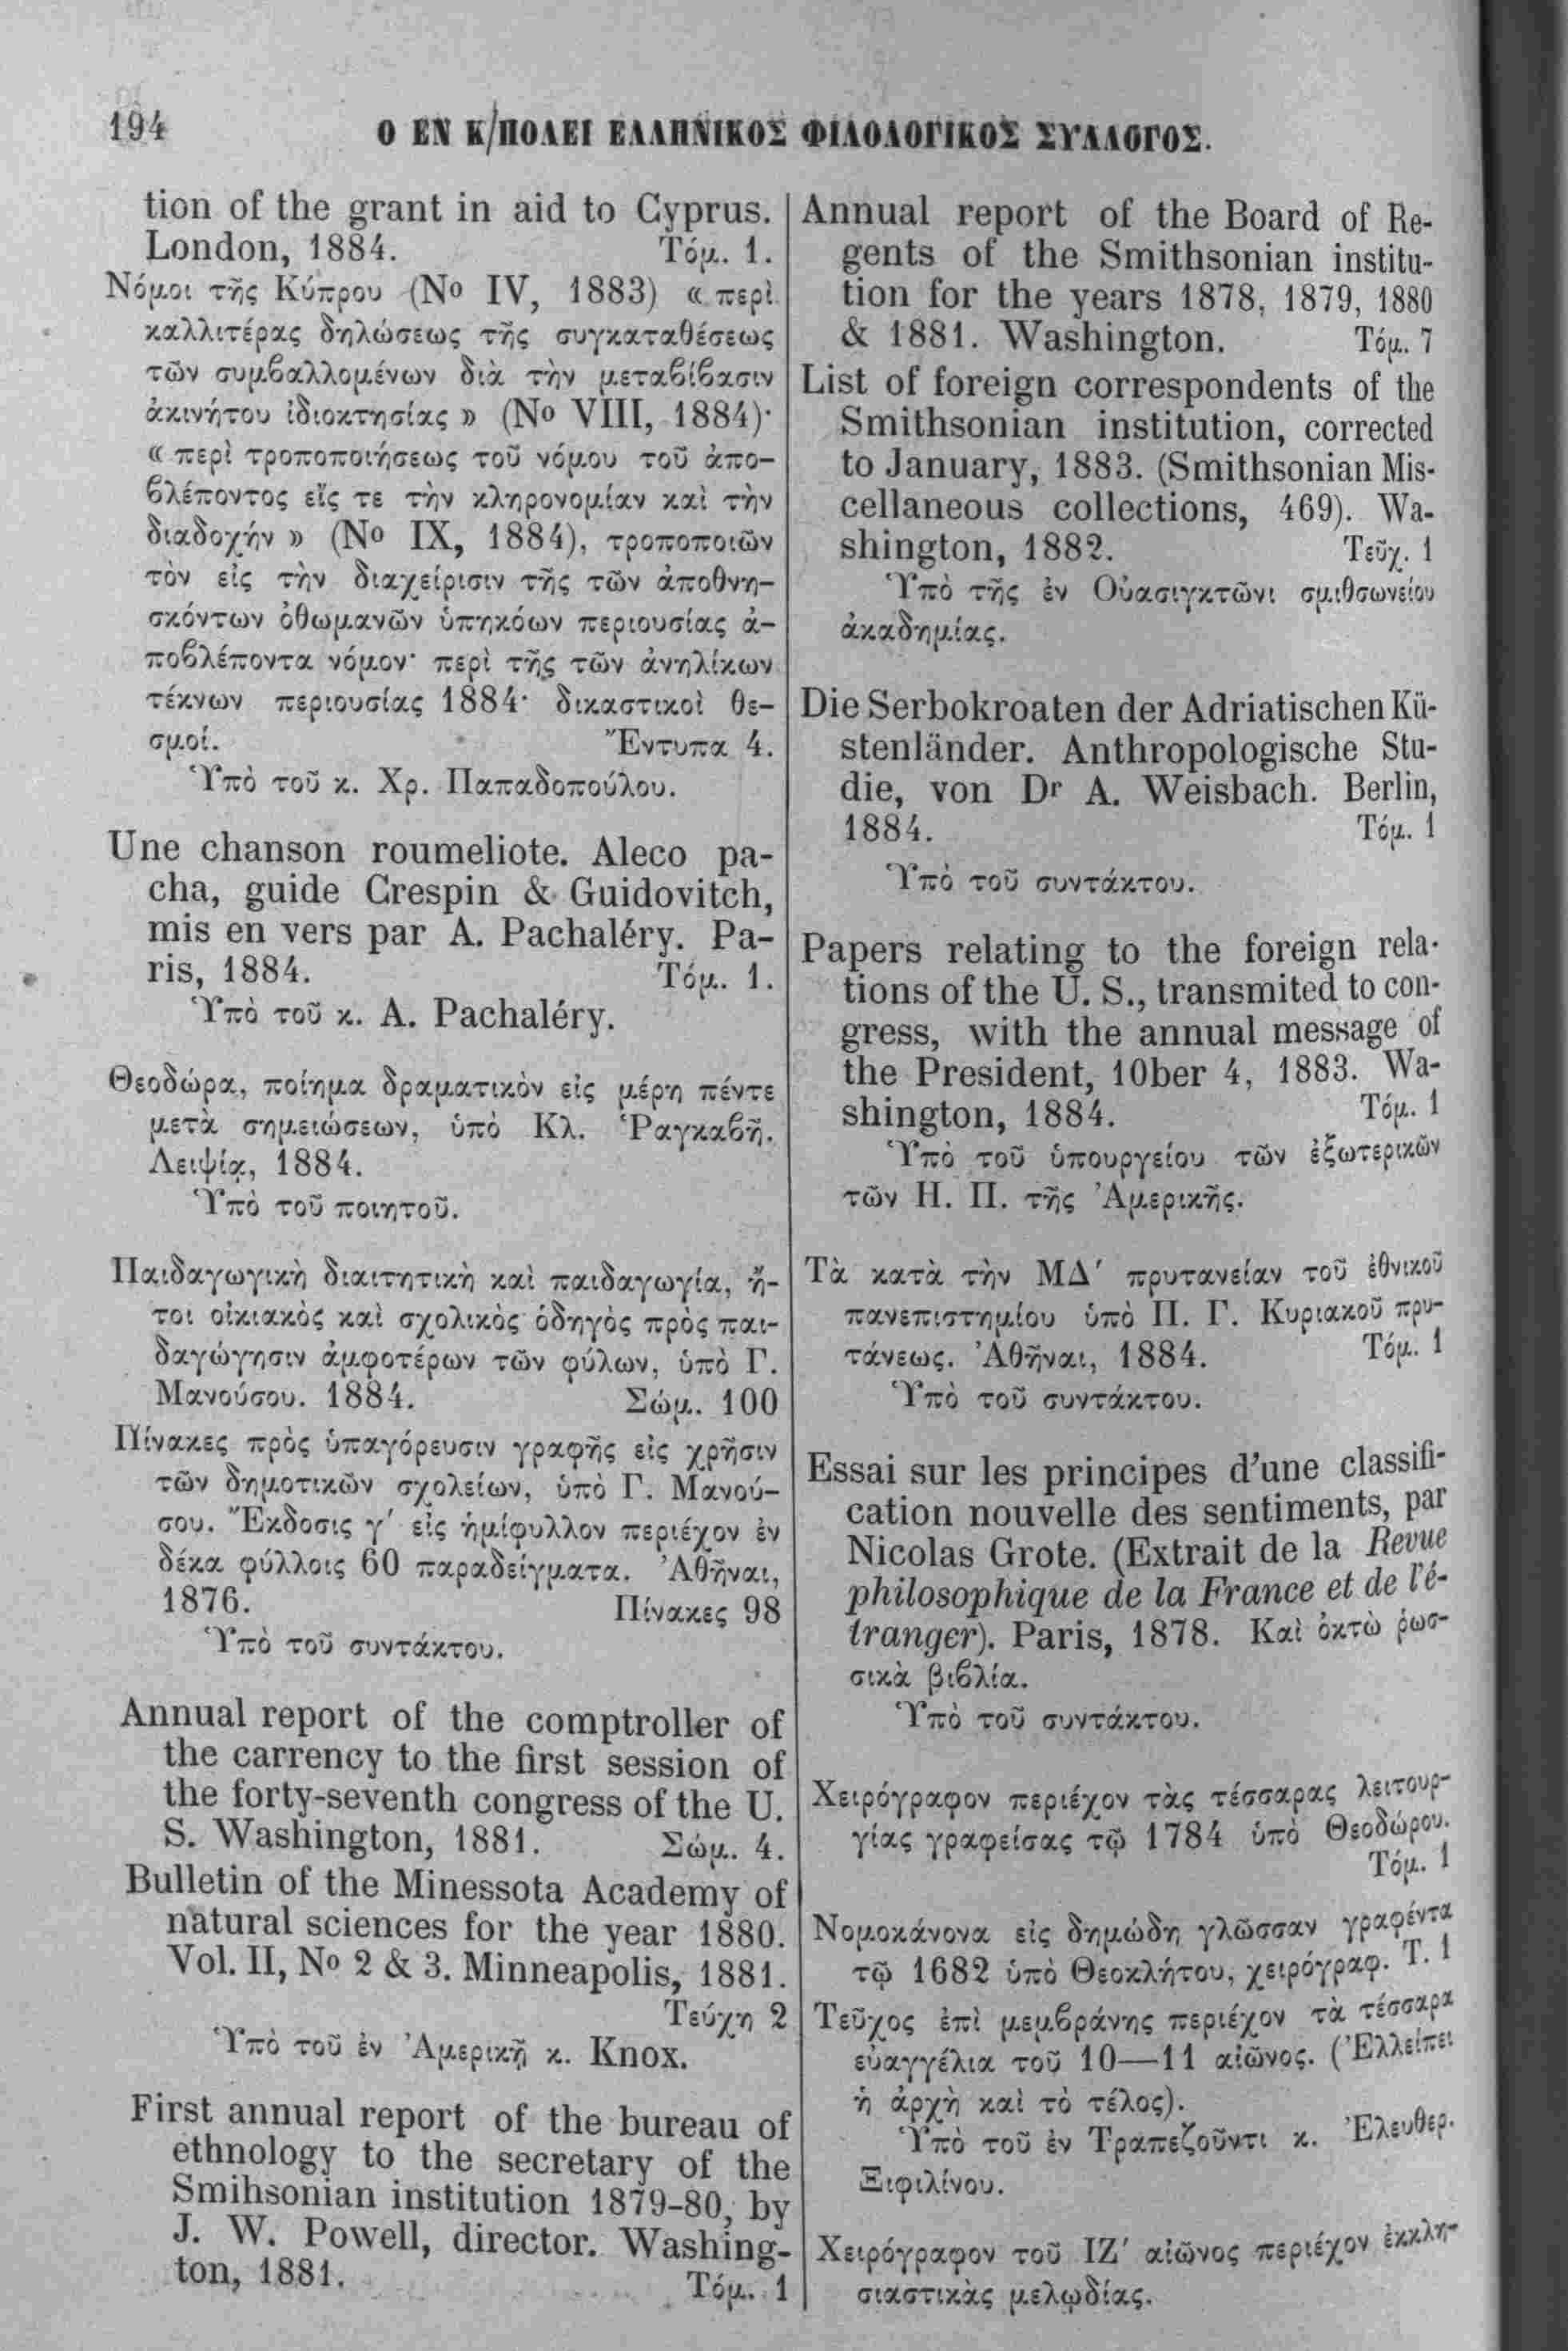 194
Ο ΕΝ Κ/ΠΟΛΕΙ ΕΛΛΗΝΙΚΟΣ ΦΙΛΟΛΟΓΙΚΟΣ ΣΥΛΛΟΓΟΣ.
tion of the grant in aid to Cyprus.
London, 1884. Τόμ. 1.
Νόμοι τῆς Κύπρου (Νο IV, 1883) « περὶ
καλλιτέρας δηλώσεως τῆς συγκαταθέσεως
τῶν συμβαλλομένων διὰ τὴν μεταβίβασιν
ἀκινήτου ἰδιοκτησίας » (Νο VIII, 1884)·
« περὶ τροποποιήσεως τοῦ νόμου τοῦ ἀπο-
βλέποντος εἴς τε τὴν κληρονομίαν καὶ τὴν
διαδοχήν » (Νο IX, 1884), τροποποιῶν
τὸν εἰς τὴν διαχείρισιν τῆς τῶν ἀποθνη-
σκόντων ὀθωμανῶν ὑπηκόων περιουσίας ἀ-
ποβλέποντα νόμον· περὶ τῆς τῶν ἀνηλίκων
τέκνων περιουσίας 1884· δικαστικοὶ θε-
σμοί. Ἔντυπα 4.
Ὑπὸ τοῦ κ. Χρ. Παπαδοπούλου.
Une chanson roumeliote. Aleco pa-
cha, guide Crespin & Guidovitch,
mis en vers par A. Pachaléry. Pa-
ris, 1884. Τόμ. 1.
Ὑπὸ τοῦ κ. A. Pachaléry.
Θεοδώρα, ποίημα δραματικὸν εἰς μέρη πέντε
μετὰ σημειώσεων, ὑπὸ Κλ. Ῥαγκαβῆ.
Λειψίᾳ, 1884.
Ὑπὸ τοῦ ποιητοῦ.
Παιδαγωγικὴ διαιτητικὴ καὶ παιδαγωγία, ἤ-
τοι οἰκιακὸς καὶ σχολικὸς ὁδηγὸς πρὸς παι-
δαγώγησιν ἀμφοτέρων τῶν φύλων, ὑπὸ Γ.
Μανούσου. 1884. Σώμ. 100
Πίνακες πρὸς ὑπαγόρευσιν γραφῆς εἰς χρῆσιν
τῶν δημοτικῶν σχολείων, ὑπὸ Γ. Μανού-
σου. Ἔκδοσις γ΄ εἰς ἡμίφυλλον περιέχον ἐν
δέκα φύλλοις 60 παραδείγματα. Ἀθῆναι,
1876. Πίνακες 98
Ὑπὸ τοῦ συντάκτου.
Annual report of the comptroller of
the carrency to the first session of
the forty-seventh congress of the U.
S. Washington, 1881. Σώμ. 4.
Bulletin of the Minessota Academy of
natural sciences for the year 1880.
Vol. II, No 2 & 3. Minneapolis, 1881.
Τεύχη 2
Ὑπὸ τοῦ ἐν Ἀμερικῇ κ. Knox.
First annual report of the bureau of
ethnology to the secretary of the
Smihsonian institution 1879-80, by
J. W. Powell, director. Washing-
ton, 1881. Τόμ. 1
Annual report of the Board of Re-
gents of the Smithsonian institu-
tion for the years 1878, 1879, 1880
& 1881. Washington. Τόμ. 7
List of foreign correspondents of the
Smithsonian institution, corrected
to January, 1883. (Smithsonian Mis-
cellaneous collections, 469). Wa-
shington, 1882. Τεῦχ. 1
Ὑπὸ τῆς ἐν Οὐασιγκτῶνι σμιθσωνείου
ἀκαδημίας.
Die Serbokroaten der Adriatischen Kü-
stenländer. Anthropologische Stu-
die, von Dr A. Weisbach. Berlin,
1884. Τόμ. 1
Ὑπὸ τοῦ συντάκτου.
Papers relating to the foreign rela-
tions of the U. S., transmited to con-
gress, with the annual message of
the President, 10ber 4, 1883. Wa-
shington, 1884. Τόμ. 1
Ὑπὸ τοῦ ὑπουργείου τῶν ἐξωτερικῶν
τῶν Η. Π. τῆς Ἀμερικῆς.
Τὰ κατὰ τὴν ΜΔ΄ πρυτανείαν τοῦ ἐθνικοῦ
πανεπιστημίου ὑπὸ Π. Γ. Κυριακοῦ πρυ-
τάνεως. Ἀθῆναι, 1884. Τόμ. 1
Ὑπὸ τοῦ συντάκτου.
Essai sur les principes d'une classifi-
cation nouvelle des sentiments, par
Nicolas Grote. (Extrait de la Revue
philosophique de la France et de l'é-
tranger). Paris, 1878. Καὶ ὀκτὼ ῥωσ-
σικὰ βιβλία.
Ὑπὸ τοῦ συντάκτου.
Χειρόγραφον περιέχον τὰς τέσσαρας λειτουρ-
γίας γραφείσας τῷ 1784 ὑπὸ Θεοδώρου.
Τόμ. 1
Νομοκάνονα εἰς δημώδη γλῶσσαν γραφέντα
τῷ 1682 ὑπὸ Θεοκλήτου, χειρόγραφ. Τ. 1
Τεῦχος ἐπὶ μεμβράνης περιέχον τὰ τέσσαρα
εὐαγγέλια τοῦ 10—11 αἰῶνος. (Ἐλλείπει
ἡ ἀρχὴ καὶ τὸ τέλος).
Ὑπὸ τοῦ ἐν Τραπεζοῦντι κ. Ἐλευθερ.
Ξιφιλίνου.
Χειρόγραφον τοῦ ΙΖ΄ αἰῶνος περιέχον ἐκκλη-
σιαστικὰς μελῳδίας.